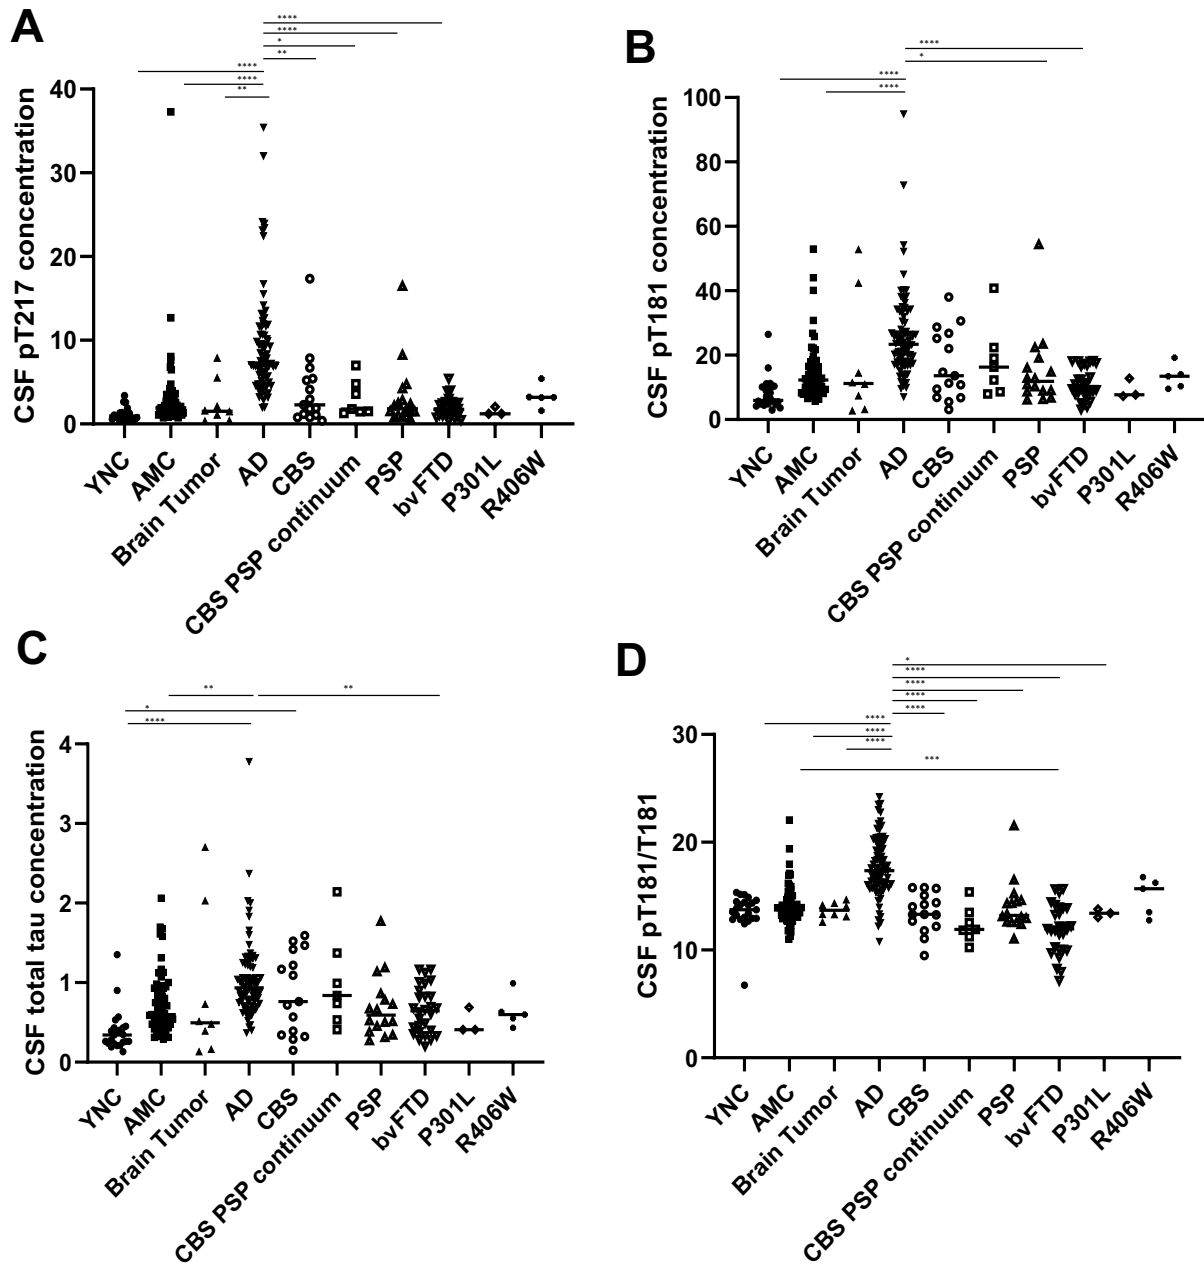 A
****
****
*
**
****
****
**
CSF pT217 concentration
40
30
20
10
0
YNC
AMC
Brain Tumor
AD
CBS
CBS PSP continuum
PSP
bvFTD
P301L
R406W
B
****
*
****
****
CSF pT181 concentration
100
80
60
40
20
0
YNC
AMC
Brain Tumor
AD
CBS
CBS PSP continuum
PSP
bvFTD
P301L
R406W
C
**
**
*
****
CSF total tau concentration
4
3
2
1
0
YNC
AMC
Brain Tumor
AD
CBS
CBS PSP continuum
PSP
bvFTD
P301L
R406W
D
*
****
****
****
****
****
****
****
***
CSF pT181/T181
30
20
10
0
YNC
AMC
Brain Tumor
AD
CBS
CBS PSP continuum
PSP
bvFTD
P301L
R406W